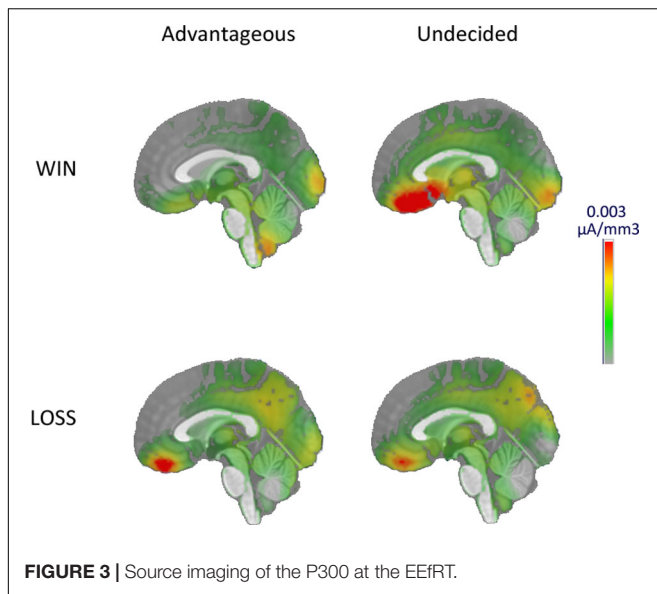 Advantageous Undecided
WIN
0.003
µA/mm3
LOSS
FIGURE 3 | Source imaging of the P300 at the EEfRT.